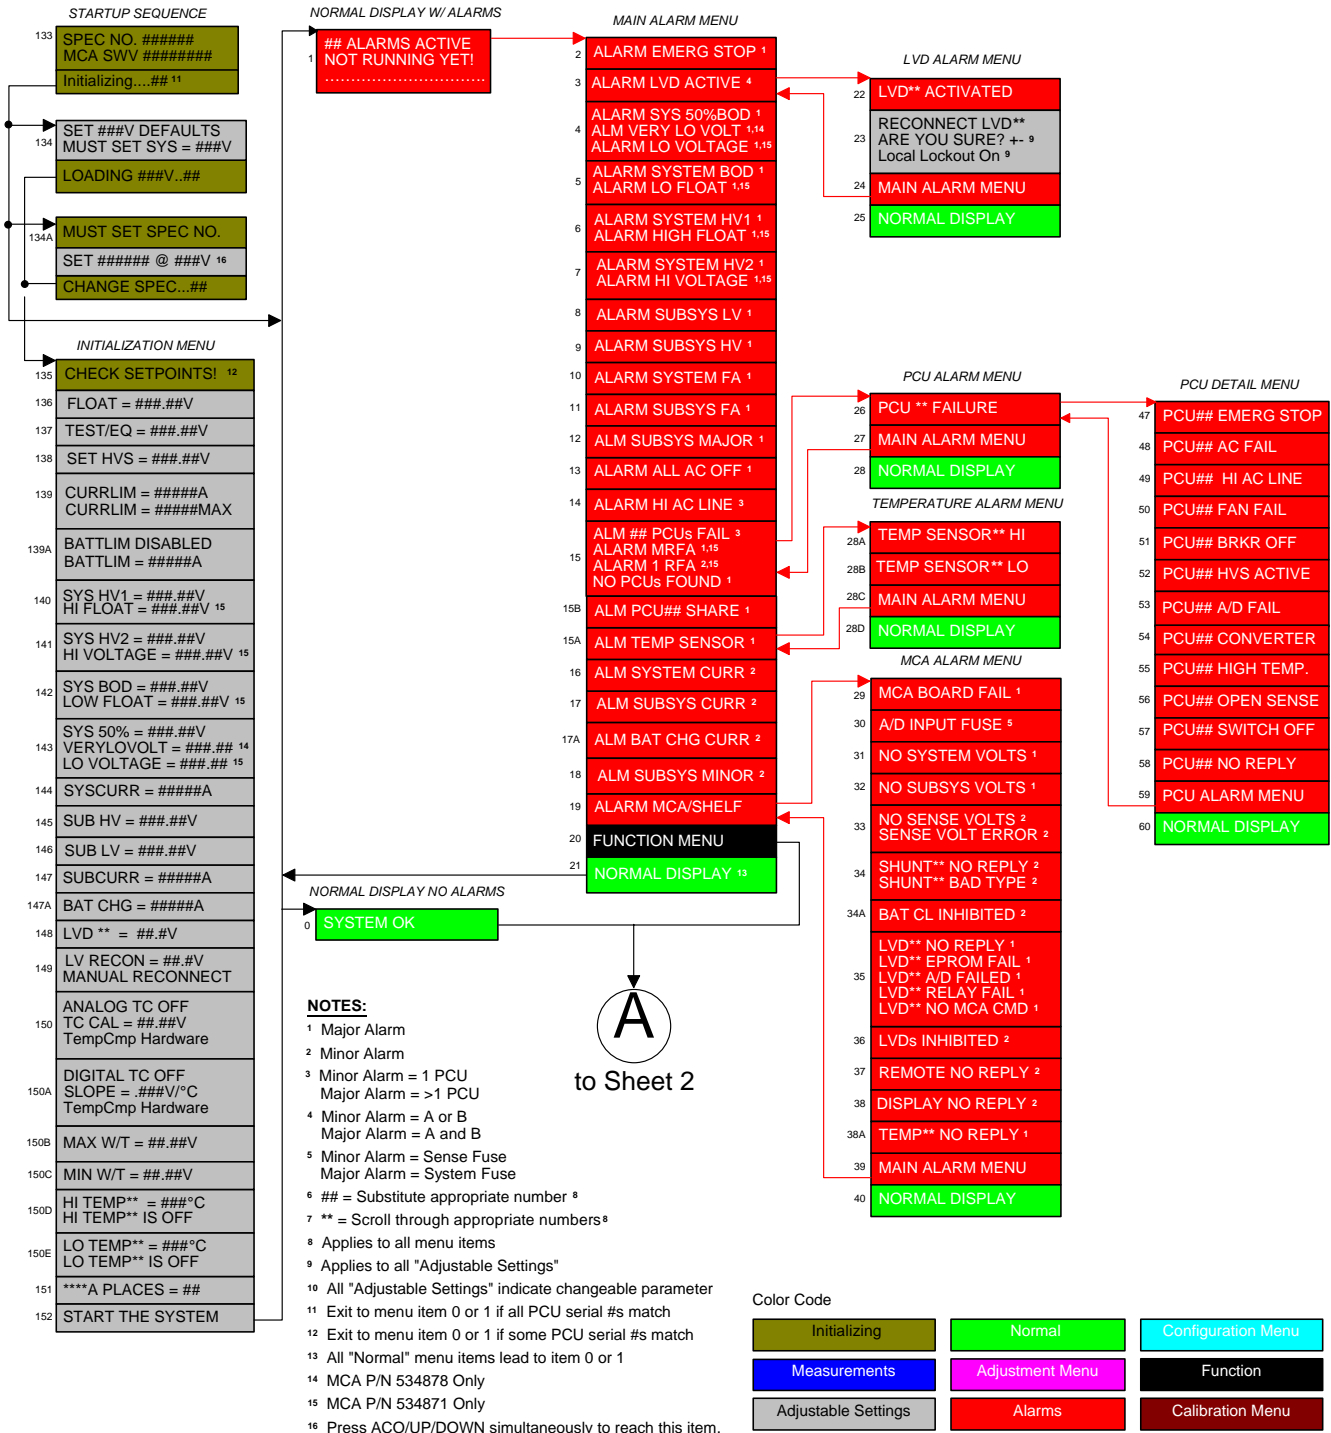 STARTUP SEQUENCE
133
SPEC NO. ######
MCA SWV ########
Initializing....## 11
134
SET ###V DEFAULTS
MUST SET SYS = ###V
LOADING ###V..##
134A
MUST SET SPEC NO.
SET ###### @ ###V 16
CHANGE SPEC...##
INITIALIZATION MENU
135 CHECK SETPOINTS! 12
136 FLOAT = ###.##V
137 TEST/EQ = ###.##V
138 SET HVS = ###.##V
139 CURRLIM = #####A
CURRLIM = #####MAX
139A BATTLIM DISABLED
BATTLIM = #####A
140 SYS HV1 = ###.##V
HI FLOAT = ###.##V 15
141 SYS HV2 = ###.##V
HI VOLTAGE = ###.##V 15
142 SYS BOD = ###.##V
LOW FLOAT = ###.##V 15
143 SYS 50% = ###.##V
VERYLOVOLT = ###.## 14
LO VOLTAGE = ###.## 15
144 SYSCURR = #####A
145 SUB HV = ###.##V
146 SUB LV = ###.##V
147 SUBCURR = #####A
147A BAT CHG = #####A
148 LVD ** = ##.#V
149 LV RECON = ##.#V
MANUAL RECONNECT
150 ANALOG TC OFF
TC CAL = ##.##V
TempCmp Hardware
150A DIGITAL TC OFF
SLOPE = .###V/°C
TempCmp Hardware
150B MAX W/T = ##.##V
150C MIN W/T = ##.##V
150D HI TEMP** = ###°C
HI TEMP** IS OFF
150E LO TEMP** = ###°C
LO TEMP** IS OFF
151 ****A PLACES = ##
152 START THE SYSTEM
NORMAL DISPLAY W/ ALARMS
1
## ALARMS ACTIVE
NOT RUNNING YET!
................................
MAIN ALARM MENU
2 ALARM EMERG STOP 1
3 ALARM LVD ACTIVE 4
4 ALARM SYS 50%BOD 1
ALM VERY LO VOLT 1,14
ALARM LO VOLTAGE 1,15
5 ALARM SYSTEM BOD 1
ALARM LO FLOAT 1,15
6 ALARM SYSTEM HV1 1
ALARM HIGH FLOAT 1,15
7 ALARM SYSTEM HV2 1
ALARM HI VOLTAGE 1,15
8 ALARM SUBSYS LV 1
9 ALARM SUBSYS HV 1
10 ALARM SYSTEM FA 1
11 ALARM SUBSYS FA 1
12 ALM SUBSYS MAJOR 1
13 ALARM ALL AC OFF 1
14 ALARM HI AC LINE 3
15 ALM ## PCUs FAIL 3
ALARM MRFA 1,15
ALARM 1 RFA 2,15
NO PCUs FOUND 1
15B ALM PCU## SHARE 1
15A ALM TEMP SENSOR 1
16 ALM SYSTEM CURR 2
17 ALM SUBSYS CURR 2
17A ALM BAT CHG CURR 2
18 ALM SUBSYS MINOR 2
19 ALARM MCA/SHELF
20 FUNCTION MENU
21 NORMAL DISPLAY 13
NORMAL DISPLAY NO ALARMS
0 SYSTEM OK
A
to Sheet 2
LVD ALARM MENU
22 LVD** ACTIVATED
23 RECONNECT LVD**
ARE YOU SURE? +- 9
Local Lockout On 9
24 MAIN ALARM MENU
25 NORMAL DISPLAY
PCU ALARM MENU
26 PCU ** FAILURE
27 MAIN ALARM MENU
28 NORMAL DISPLAY
TEMPERATURE ALARM MENU
28A TEMP SENSOR** HI
28B TEMP SENSOR** LO
28C MAIN ALARM MENU
28D NORMAL DISPLAY
MCA ALARM MENU
29 MCA BOARD FAIL 1
30 A/D INPUT FUSE 5
31 NO SYSTEM VOLTS 1
32 NO SUBSYS VOLTS 1
33 NO SENSE VOLTS 2
SENSE VOLT ERROR 2
34 SHUNT** NO REPLY 2
SHUNT** BAD TYPE 2
34A BAT CL INHIBITED 2
35 LVD** NO REPLY 1
LVD** EPROM FAIL 1
LVD** A/D FAILED 1
LVD** RELAY FAIL 1
LVD** NO MCA CMD 1
36 LVDs INHIBITED 2
37 REMOTE NO REPLY 2
38 DISPLAY NO REPLY 2
38A TEMP** NO REPLY 1
39 MAIN ALARM MENU
40 NORMAL DISPLAY
PCU DETAIL MENU
47 PCU## EMERG STOP
48 PCU## AC FAIL
49 PCU## HI AC LINE
50 PCU## FAN FAIL
51 PCU## BRKR OFF
52 PCU## HVS ACTIVE
53 PCU## A/D FAIL
54 PCU## CONVERTER
55 PCU## HIGH TEMP.
56 PCU## OPEN SENSE
57 PCU## SWITCH OFF
58 PCU## NO REPLY
59 PCU ALARM MENU
60 NORMAL DISPLAY
NOTES:
1 Major Alarm
2 Minor Alarm
3 Minor Alarm = 1 PCU
Major Alarm = >1 PCU
4 Minor Alarm = A or B
Major Alarm = A and B
5 Minor Alarm = Sense Fuse
Major Alarm = System Fuse
6 ## = Substitute appropriate number 8
7 ** = Scroll through appropriate numbers 8
8 Applies to all menu items
9 Applies to all "Adjustable Settings"
10 All "Adjustable Settings" indicate changeable parameter
11 Exit to menu item 0 or 1 if all PCU serial #s match
12 Exit to menu item 0 or 1 if some PCU serial #s match
13 All "Normal" menu items lead to item 0 or 1
14 MCA P/N 534878 Only
15 MCA P/N 534871 Only
16 Press ACO/UP/DOWN simultaneously to reach this item.
Color Code
Initializing
Normal
Configuration Menu
Measurements
Adjustment Menu
Function
Adjustable Settings
Alarms
Calibration Menu